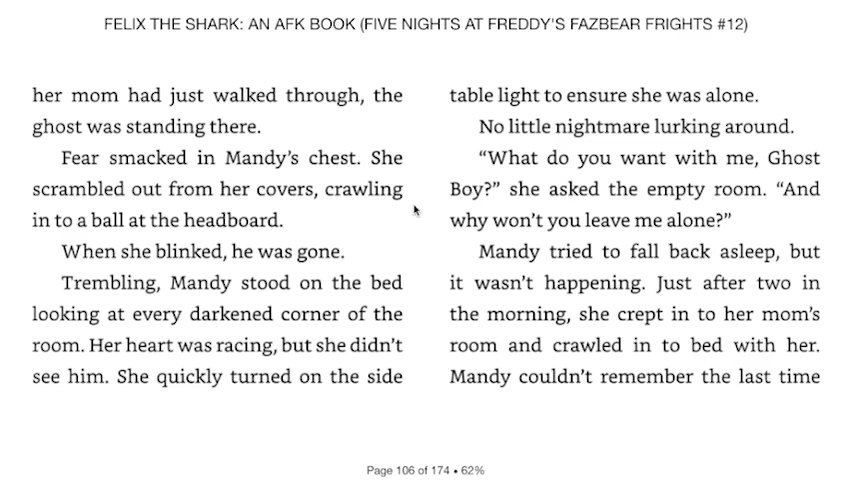 FELIX THE SHARK: AN AFK BOOK (FIVE NIGHTS AT FREDDY'S FAZBEAR FRIGHTS #12)
her mom had just walked through, the
ghost was standing there.
Fear smacked in Mandy’s chest. She
scrambled out from her covers, crawling
in to a ball at the headboard.
When she blinked, he was gone.
Trembling, Mandy stood on the bed
looking at every darkened corner of the
room. Her heart was racing, but she didn’t
see him. She quickly turned on the side
table light to ensure she was alone.
No little nightmare lurking around.
“What do you want with me, Ghost
Boy?” she asked the empty room. “And
why won’t you leave me alone?”
Mandy tried to fall back asleep, but
it wasn’t happening. Just after two in
the morning, she crept in to her mom’s
room and crawled in to bed with her.
Mandy couldn’t remember the last time
Page 106 of 174 • 62%